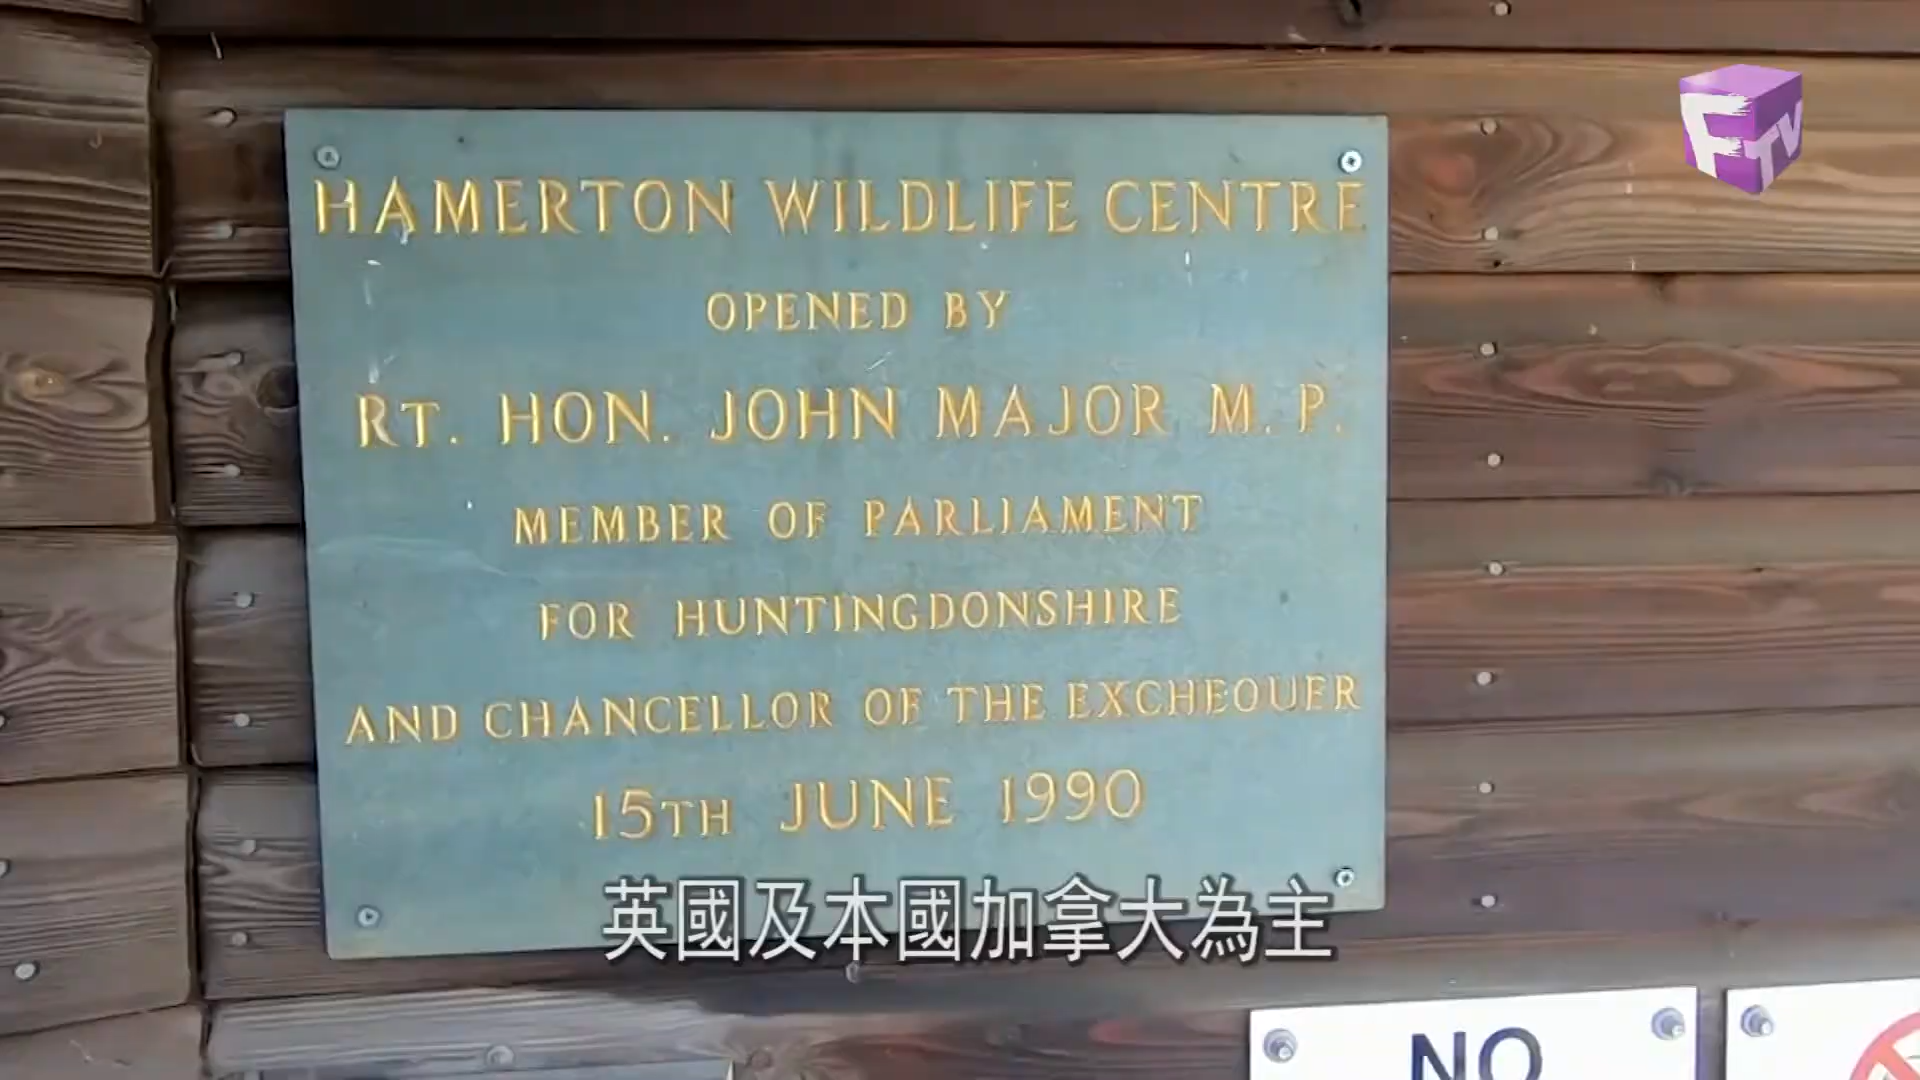 FTV
HAMERTON WILDLIFE CENTRE
OPENED BY
RT. HON. JOHN MAJOR M.P.
MEMBER OF PARLIAMENT
FOR HUNTINGDONSHIRE
AND CHANCELLOR OF THE EXCHEQUER
15TH JUNE 1990
英國及本國加拿大為主
NO